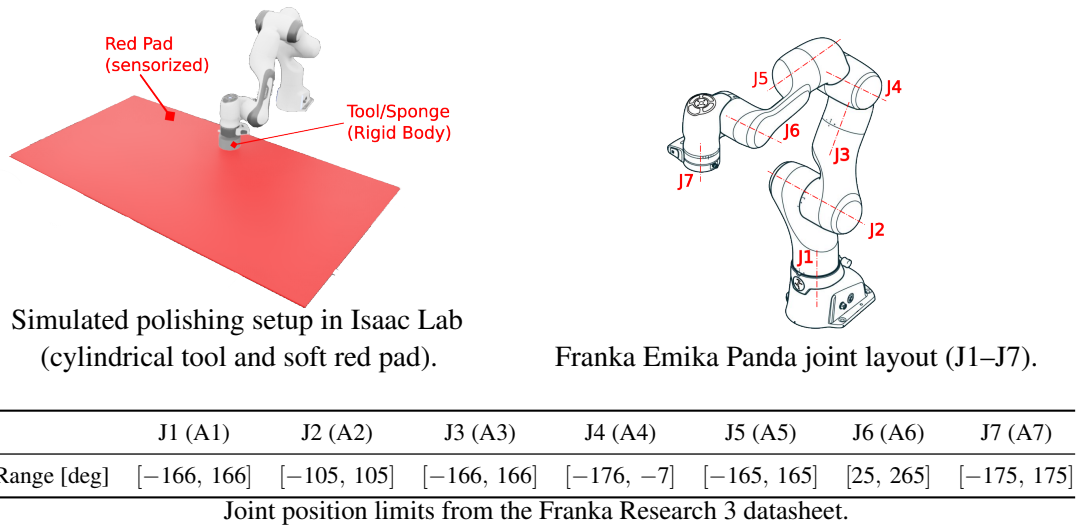 Red Pad
(sensorized)
Tool/Sponge
(Rigid Body)
Simulated polishing setup in Isaac Lab
(cylindrical tool and soft red pad).
J5
J4
J6
J3
J7
J2
J1
Franka Emika Panda joint layout (J1–J7).
J1 (A1) J2 (A2) J3 (A3) J4 (A4) J5 (A5) J6 (A6) J7 (A7)
Range [deg] [−166, 166] [−105, 105] [−166, 166] [−176, −7] [−165, 165] [25, 265] [−175, 175]
Joint position limits from the Franka Research 3 datasheet.